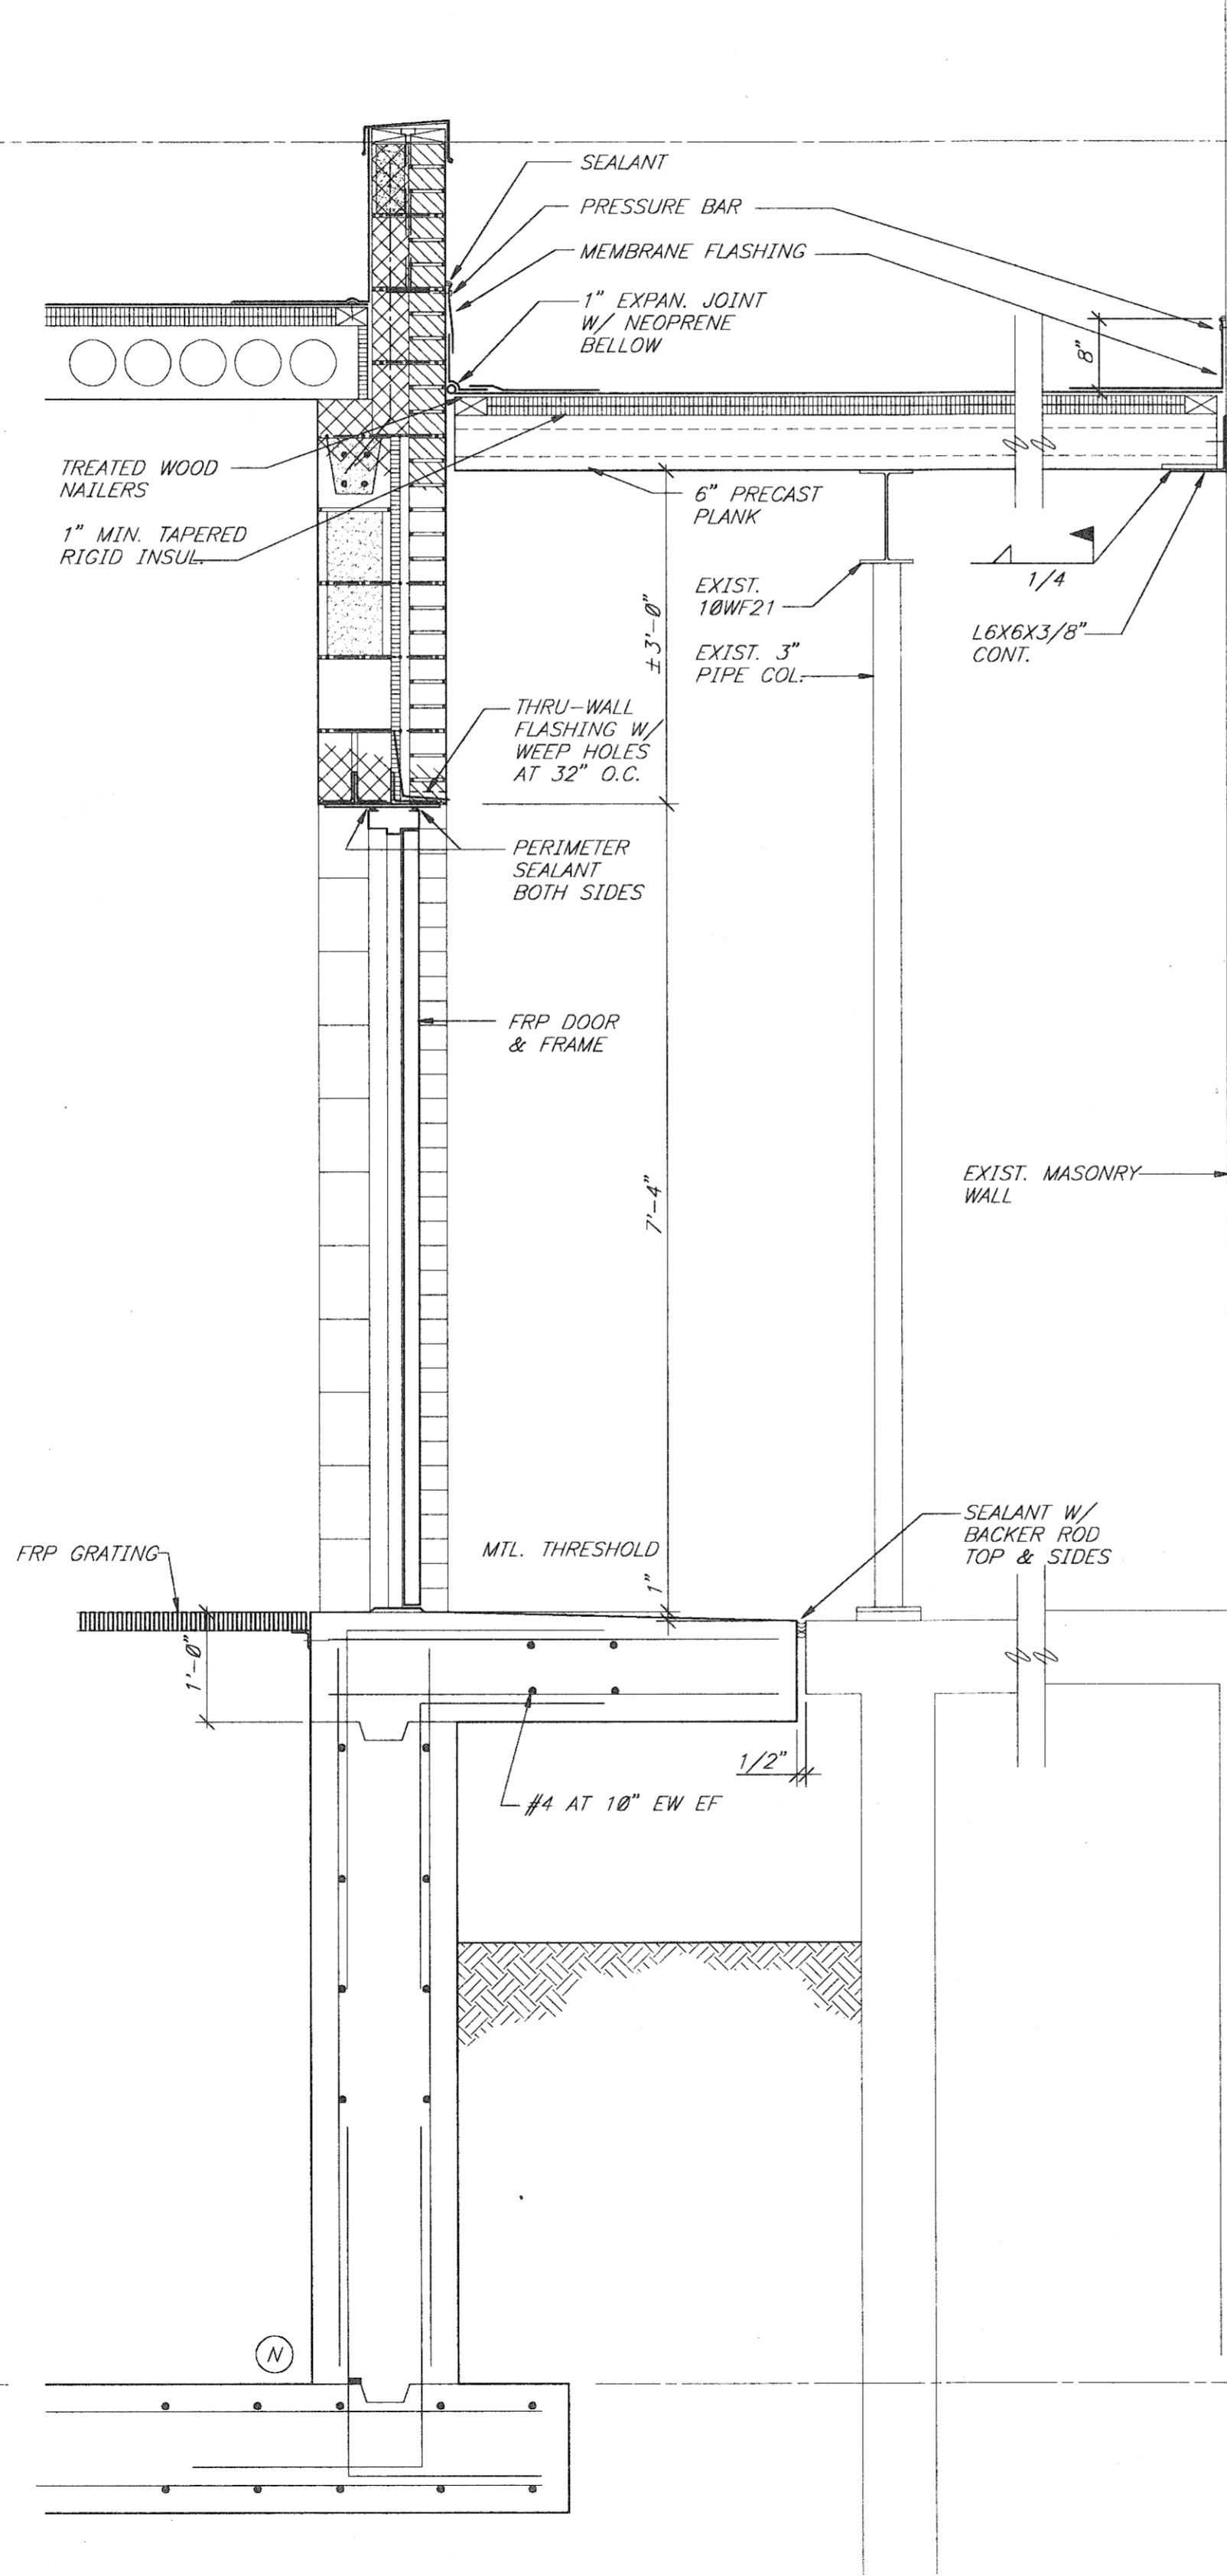 SEALANT
PRESSURE BAR
MEMBRANE FLASHING
1" EXPAN. JOINT
W/ NEOPRENE
BELLOW
8"
TREATED WOOD
NAILERS
1" MIN. TAPERED
RIGID INSUL.
6" PRECAST
PLANK
EXIST.
10WF21
1/4
L6X6X3/8"
CONT.
±3'-0"
EXIST. 3"
PIPE COL.
THRU-WALL
FLASHING W/
WEEP HOLES
AT 32" O.C.
PERIMETER
SEALANT
BOTH SIDES
FRP DOOR
& FRAME
7'-4"
EXIST. MASONRY
WALL
SEALANT W/
BACKER ROD
TOP & SIDES
FRP GRATING
MTL. THRESHOLD
1"
1'-0"
1/2"
#4 AT 10" EW EF
N